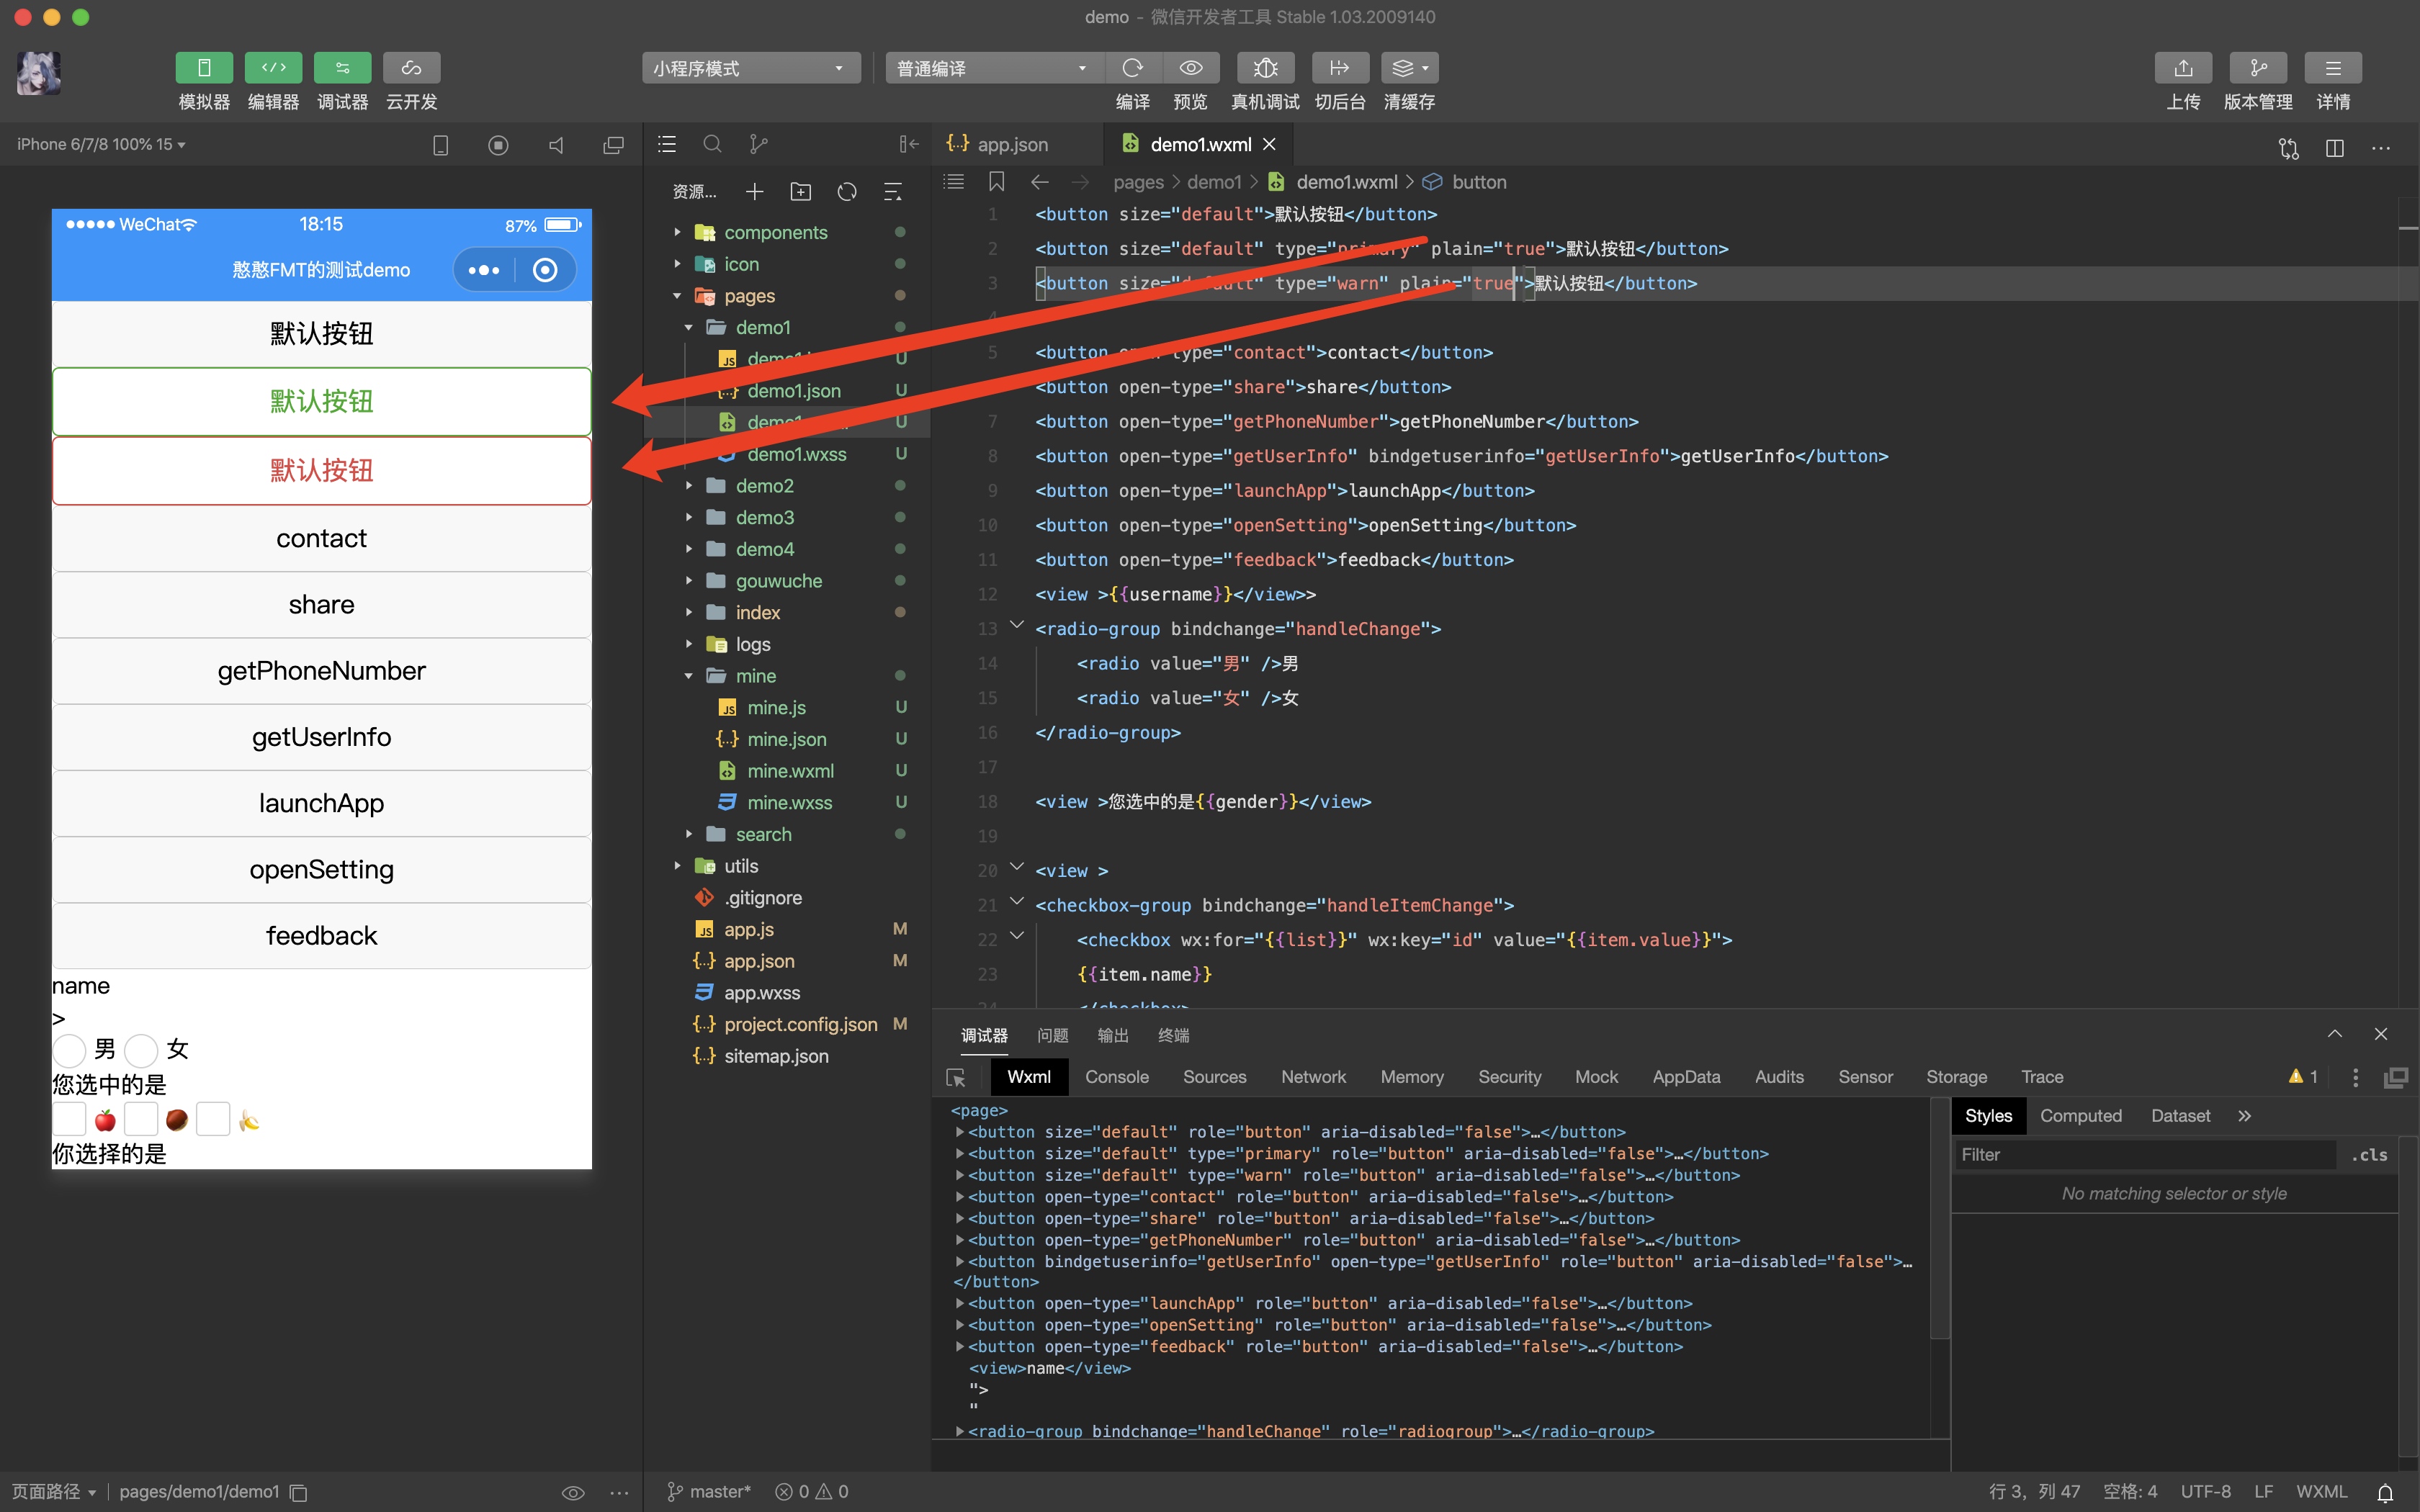 demo - 微信开发者工具 Stable 1.03.2009140
小程序模式
普通编译
模拟器 编辑器 调试器 云开发
编译 预览 真机调试 切后台 清缓存
上传 版本管理 详情
iPhone 6/7/8 100% 15
WeChat 18:15 87%
憨憨FMT的测试demo
默认按钮
默认按钮
默认按钮
contact
share
getPhoneNumber
getUserInfo
launchApp
openSetting
feedback
name
>
男 女
您选中的是
你选择的是
页面路径 pages/demo1/demo1
资源...
components
icon
pages
demo1
JS U
demo1.json U
U
demo1.wxss U
demo2
demo3
demo4
gouwuche
index
logs
mine
JS mine.js U
{..} mine.json U
mine.wxml U
mine.wxss U
search
utils
.gitignore
JS app.js M
{..} app.json M
app.wxss
{..} project.config.json M
{..} sitemap.json
master* 0 0
{..} app.json
demo1.wxml
pages > demo1 > demo1.wxml > button
1 <button size="default">默认按钮</button>
2 <button size="default" type="primary" plain="true">默认按钮</button>
3 <button size="default" type="warn" plain="true">默认按钮</button>
4
5 <button open-type="contact">contact</button>
<button open-type="share">share</button>
7 <button open-type="getPhoneNumber">getPhoneNumber</button>
8 <button open-type="getUserInfo" bindgetuserinfo="getUserInfo">getUserInfo</button>
9 <button open-type="launchApp">launchApp</button>
10 <button open-type="openSetting">openSetting</button>
11 <button open-type="feedback">feedback</button>
12 <view >{{username}}</view>>
13 <radio-group bindchange="handleChange">
14 <radio value="男" />男
15 <radio value="女" />女
16 </radio-group>
17
18 <view >您选中的是{{gender}}</view>
19
20 <view >
21 <checkbox-group bindchange="handleItemChange">
22 <checkbox wx:for="{{list}}" wx:key="id" value="{{item.value}}">
23 {{item.name}}
24 </checkbox>
调试器 问题 输出 终端
Wxml Console Sources Network Memory Security Mock AppData Audits Sensor Storage Trace 1
<page>
<button size="default" role="button" aria-disabled="false">…</button>
<button size="default" type="primary" role="button" aria-disabled="false">…</button>
<button size="default" type="warn" role="button" aria-disabled="false">…</button>
<button open-type="contact" role="button" aria-disabled="false">…</button>
<button open-type="share" role="button" aria-disabled="false">…</button>
<button open-type="getPhoneNumber" role="button" aria-disabled="false">…</button>
<button bindgetuserinfo="getUserInfo" open-type="getUserInfo" role="button" aria-disabled="false">…
</button>
<button open-type="launchApp" role="button" aria-disabled="false">…</button>
<button open-type="openSetting" role="button" aria-disabled="false">…</button>
<button open-type="feedback" role="button" aria-disabled="false">…</button>
<view>name</view>
">
"
<radio-group bindchange="handleChange" role="radiogroup">…</radio-group>
Styles Computed Dataset
Filter .cls
No matching selector or style
行 3，列 47 空格: 4 UTF-8 LF WXML